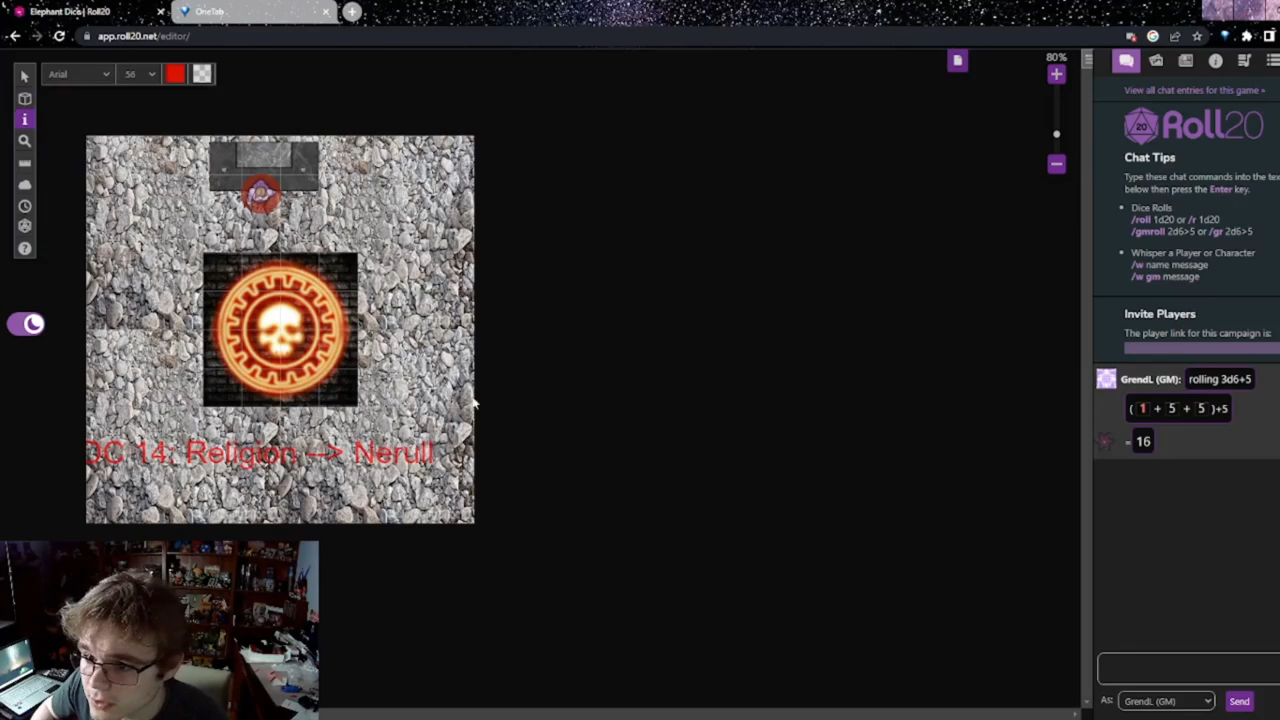 Elephant Dice | Roll20
OneTab
app.roll20.net/editor/
Arial
56
80%
View all chat entries for this game »
20
Roll20
Chat Tips
Type these chat commands into the tex
below then press the Enter key.
Dice Rolls
/roll 1d20 or /r 1d20
/gmroll 2d6>5 or /gr 2d6>5
Whisper a Player or Character
/w name message
/w gm message
Invite Players
The player link for this campaign is:
GrendL (GM): rolling 3d6+5
(1 + 5 + 5)+5
= 16
DC 14: Religion --> Nerull
As: GrendL (GM) Send